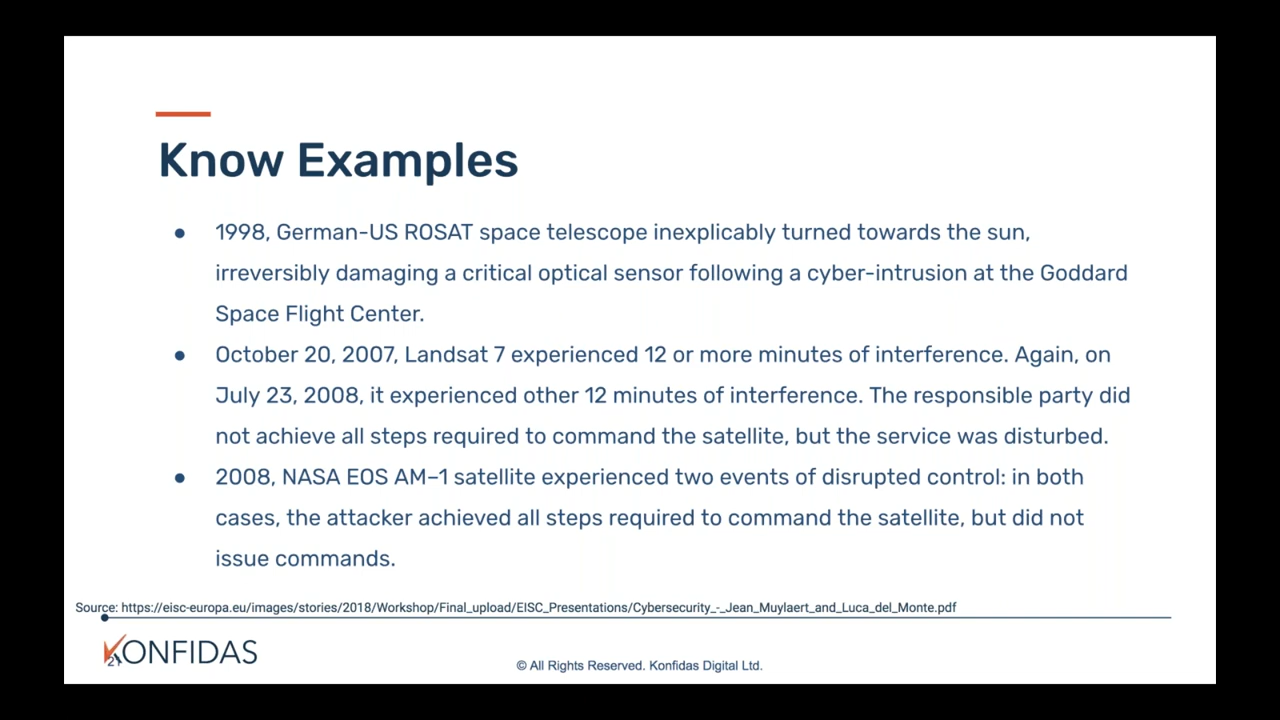 Know Examples
● 1998, German-US ROSAT space telescope inexplicably turned towards the sun,
irreversibly damaging a critical optical sensor following a cyber-intrusion at the Goddard
Space Flight Center.
● October 20, 2007, Landsat 7 experienced 12 or more minutes of interference. Again, on
July 23, 2008, it experienced other 12 minutes of interference. The responsible party did
not achieve all steps required to command the satellite, but the service was disturbed.
● 2008, NASA EOS AM–1 satellite experienced two events of disrupted control: in both
cases, the attacker achieved all steps required to command the satellite, but did not
issue commands.
Source: https://eisc-europa.eu/images/stories/2018/Workshop/Final_upload/EISC_Presentations/Cybersecurity_-_Jean_Muylaert_and_Luca_del_Monte.pdf
KONFIDAS
© All Rights Reserved. Konfidas Digital Ltd.